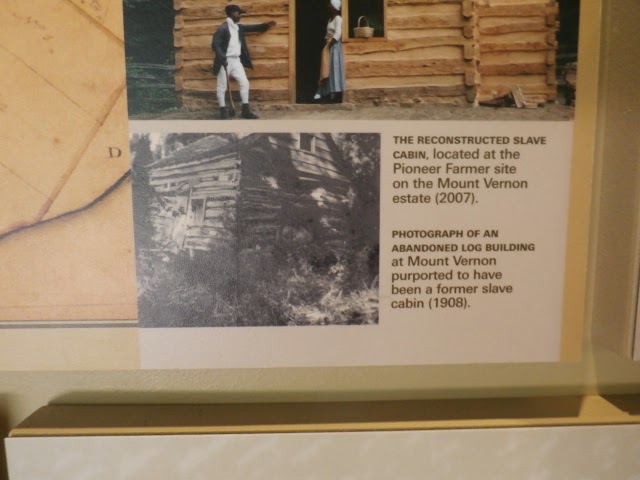 D
THE RECONSTRUCTED SLAVE
CABIN, located at the
Pioneer Farmer site
on the Mount Vernon
estate (2007).
PHOTOGRAPH OF AN
ABANDONED LOG BUILDING
at Mount Vernon
purported to have
been a former slave
cabin (1908).